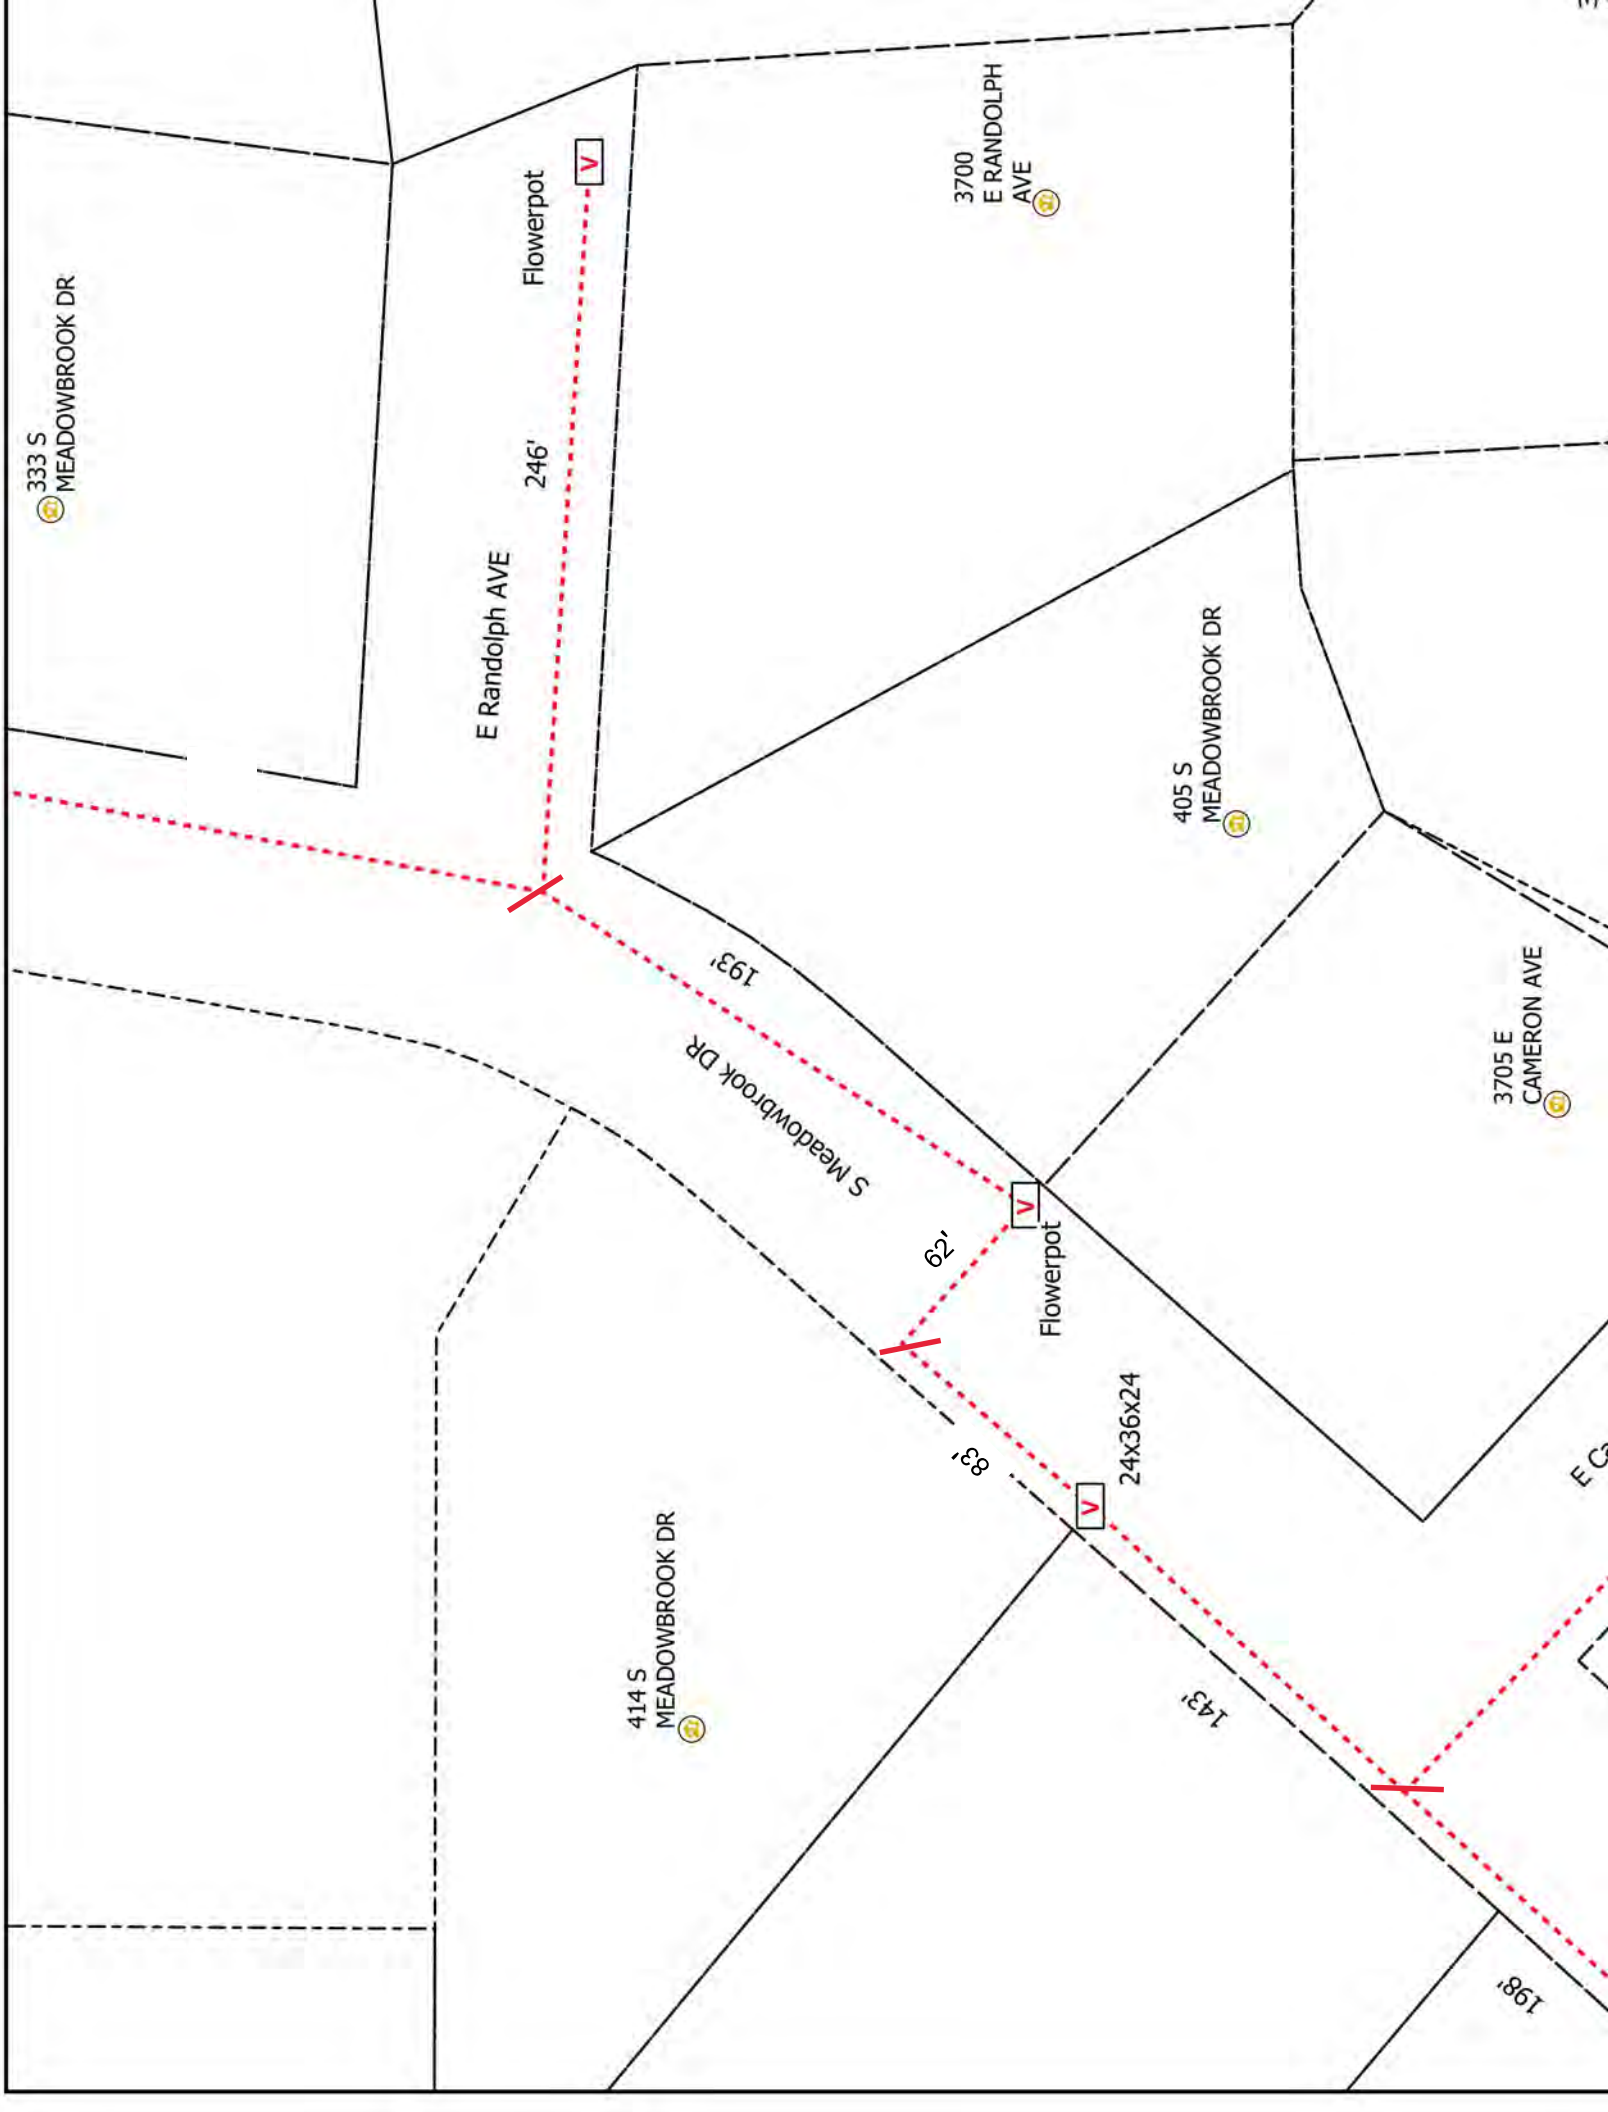 333 S
MEADOWBROOK DR
Flowerpot
V
3700
E RANDOLPH
AVE
246'
E Randolph AVE
405 S
MEADOWBROOK DR
193'
S Meadowbrook DR
3705 E
CAMERON AVE
V
Flowerpot
62'
83'
24x36x24
V
414 S
MEADOWBROOK DR
143'
198'